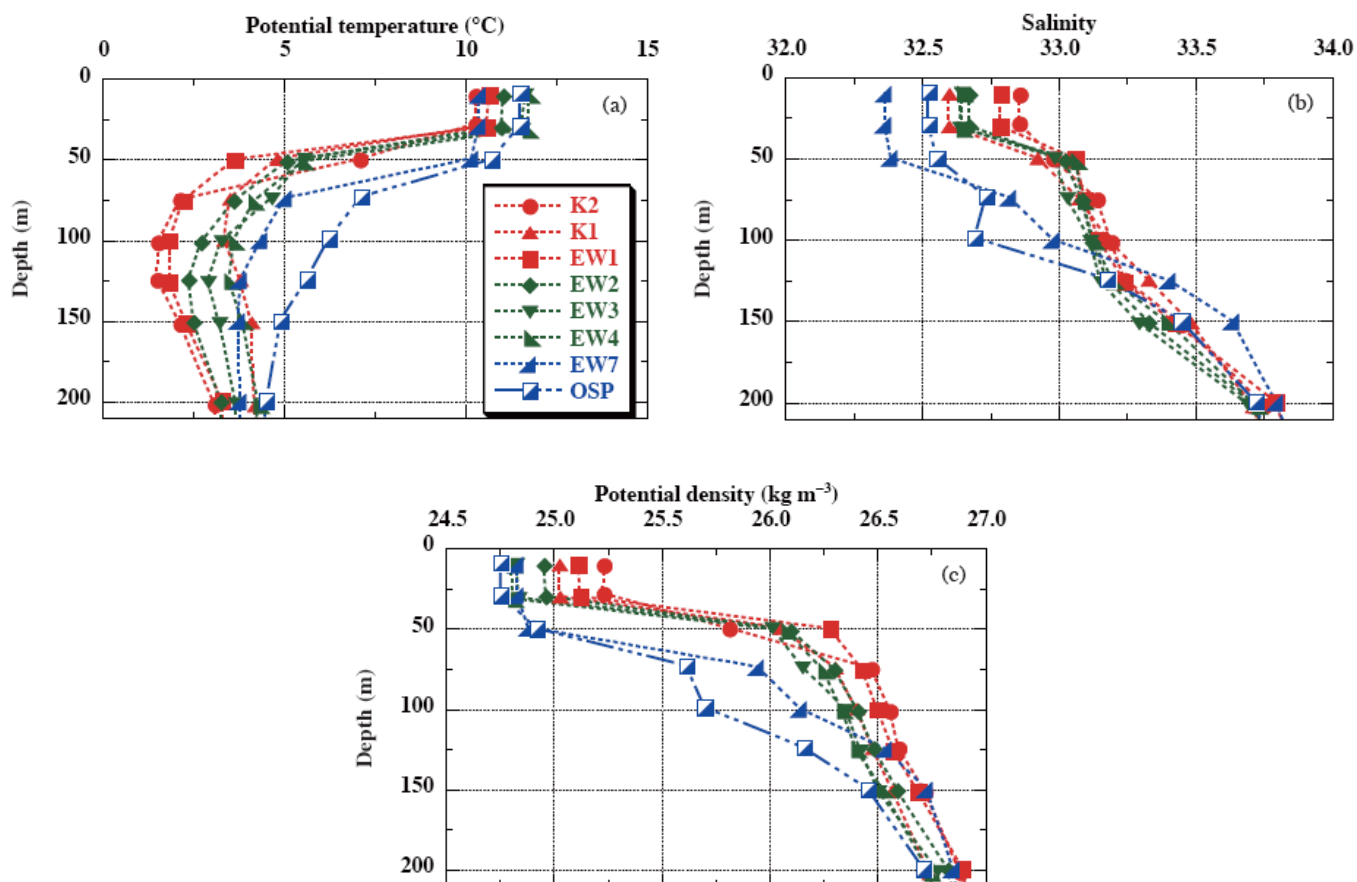 Potential temperature (°C)
0 5 10 15
0
50
100
150
200
Depth (m)
(a)
K2
K1
EW1
EW2
EW3
EW4
EW7
OSP
Salinity
32.0 32.5 33.0 33.5 34.0
0
50
100
150
200
Depth (m)
(b)
Potential density (kg m⁻³)
24.5 25.0 25.5 26.0 26.5 27.0
0
50
100
150
200
Depth (m)
(c)